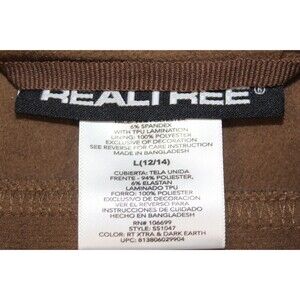 REALTREE®
6% SPANDEX
WITH TPU LAMINATION
LINING: 100% POLYESTER
EXCLUSIVE OF DECORATION
SEE REVERSE FOR CARE INSTRUCTION
MADE IN BANGLADESH
L(12/14)
CUBIERTA: TELA UNIDA
FRENTE - 94% POLIESTER,
6% ELASTAN
LAMINADO TPU
FORRO: 100% POLIESTER
EXCLUSIVO DE DECORACION
VER EL REVERSO PARA
INSTRUCCIONES DE CUIDADO
HECHO EN BANGLADESH
RN# 106699
STYLE: SS1047
COLOR: RT XTRA & DARK EARTH
UPC: 813806029904